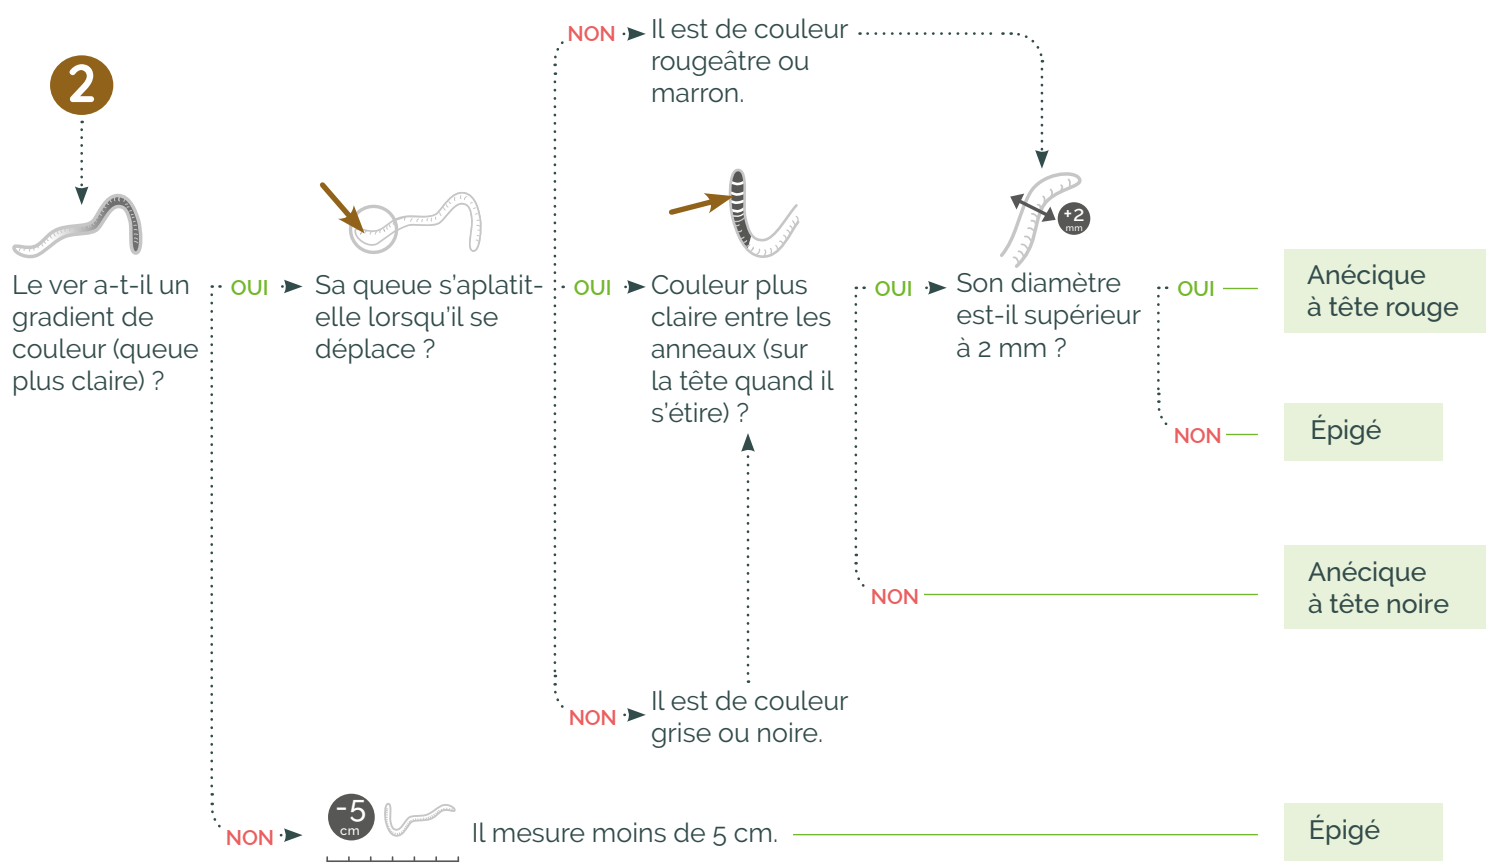 2
Le ver a-t-il un
gradient de
couleur (queue
plus claire) ?
OUI
Sa queue s'aplatit-
elle lorsqu'il se
déplace ?
NON
Il est de couleur
rougeâtre ou
marron.
OUI
Couleur plus
claire entre les
anneaux (sur
la tête quand il
s'étire) ?
OUI
+2
mm
Son diamètre
est-il supérieur
à 2 mm ?
OUI
Anécique
à tête rouge
NON
Épigé
NON
Anécique
à tête noire
NON
Il est de couleur
grise ou noire.
NON
-5
cm
Il mesure moins de 5 cm.
Épigé